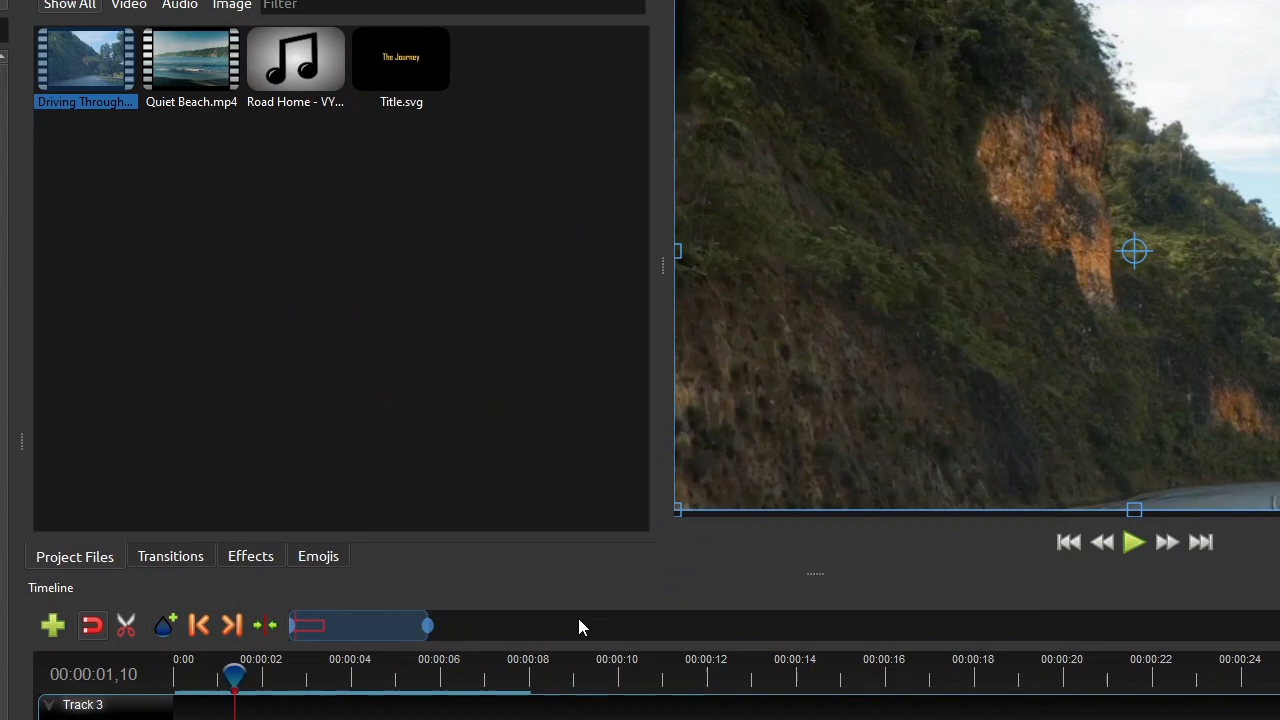 Show All Video Audio Image Filter
The Journey
Driving Through... Quiet Beach.mp4 Road Home - VY... Title.svg
Project Files Transitions Effects Emojis
Timeline
00:00:01,10
0:00 00:00:02 00:00:04 00:00:06 00:00:08 00:00:10 00:00:12 00:00:14 00:00:16 00:00:18 00:00:20 00:00:22 00:00:24
Track 3